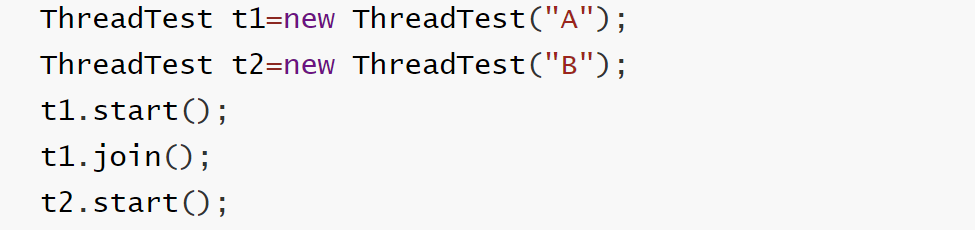 ThreadTest t1=new ThreadTest("A");
ThreadTest t2=new ThreadTest("B");
t1.start();
t1.join();
t2.start();